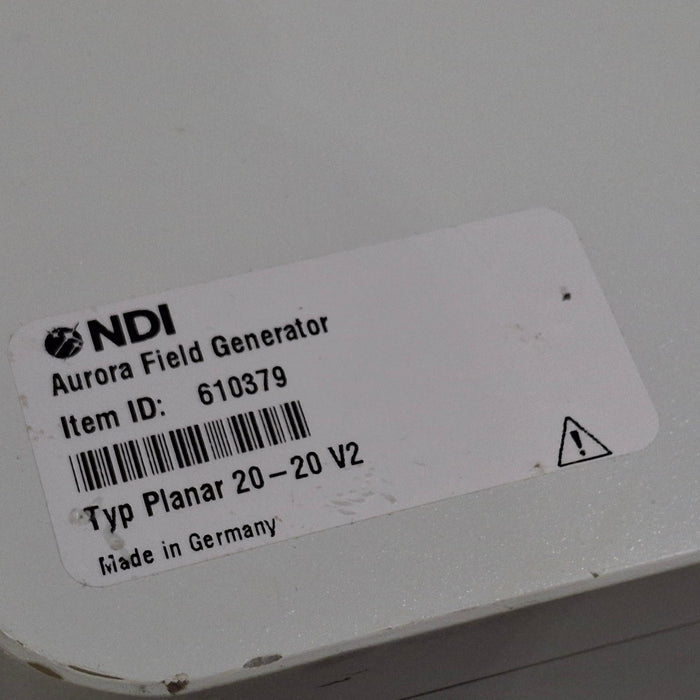 NDI
Aurora Field Generator
Item ID: 610379
Typ Planar 20-20 V2
Made in Germany